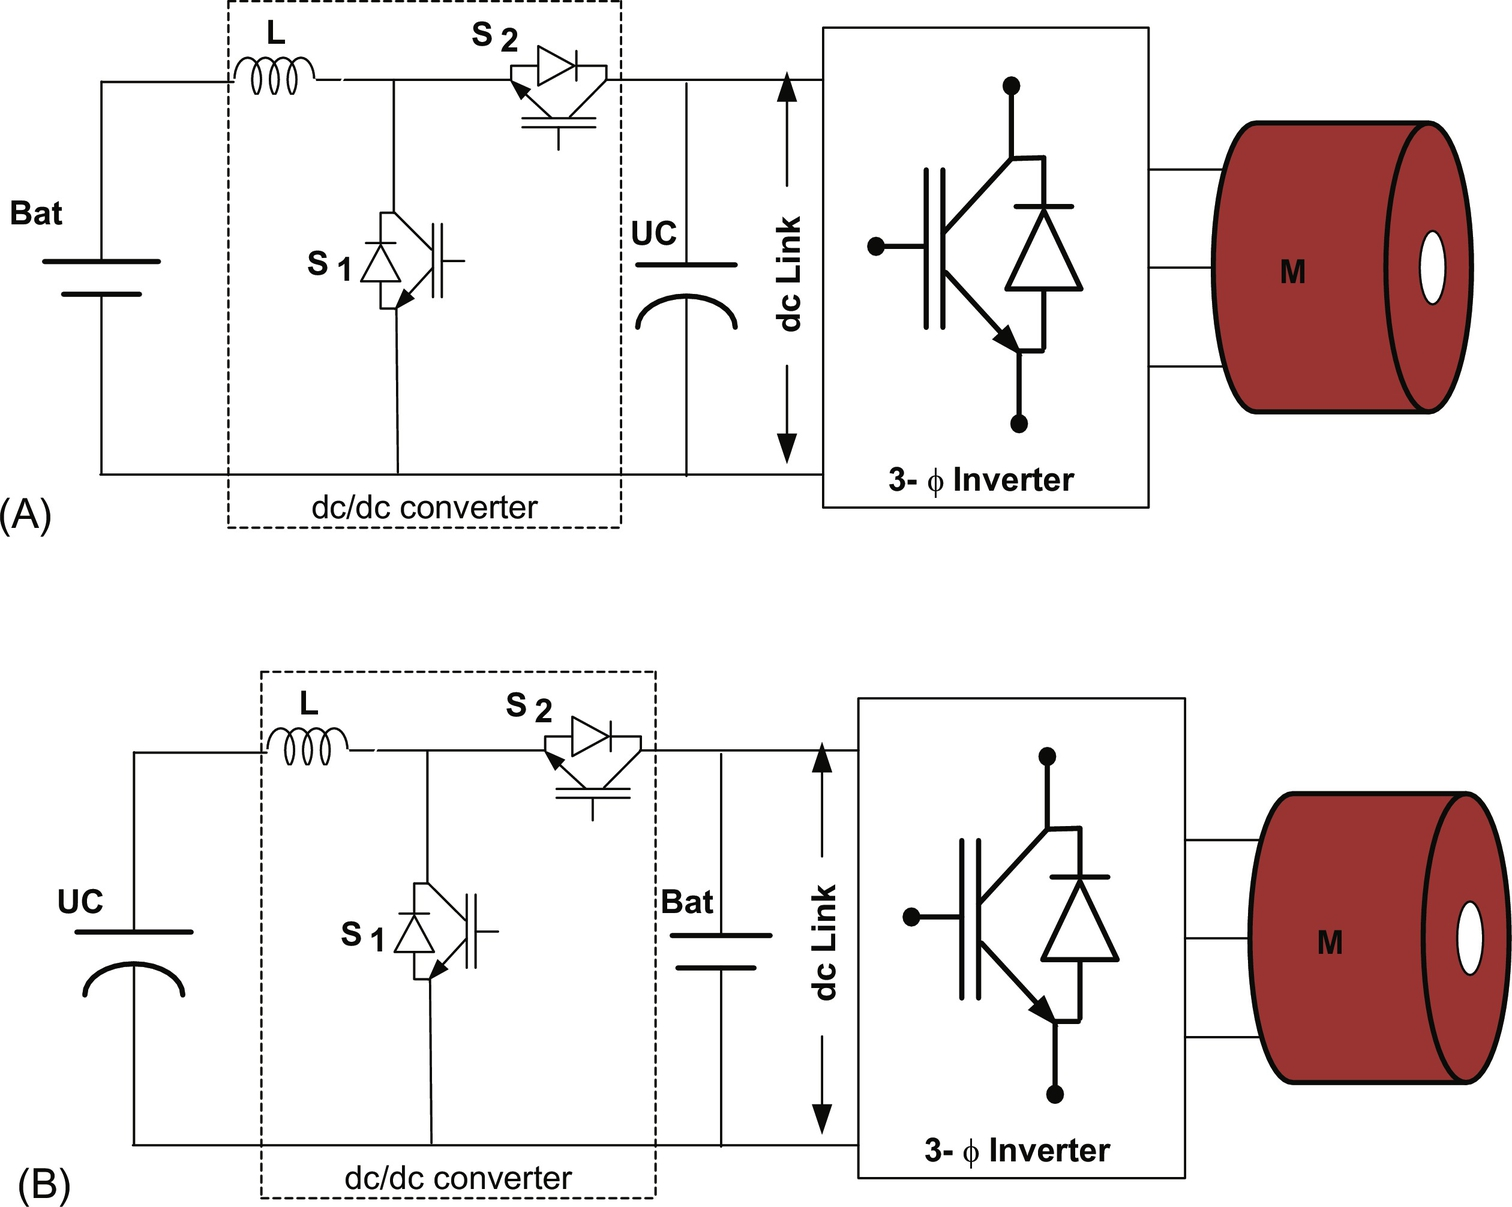 L
S 2
Bat
S 1
UC
dc Link
M
3- ϕ Inverter
dc/dc converter
(A)
L
S 2
UC
S 1
Bat
dc Link
M
3- ϕ Inverter
dc/dc converter
(B)